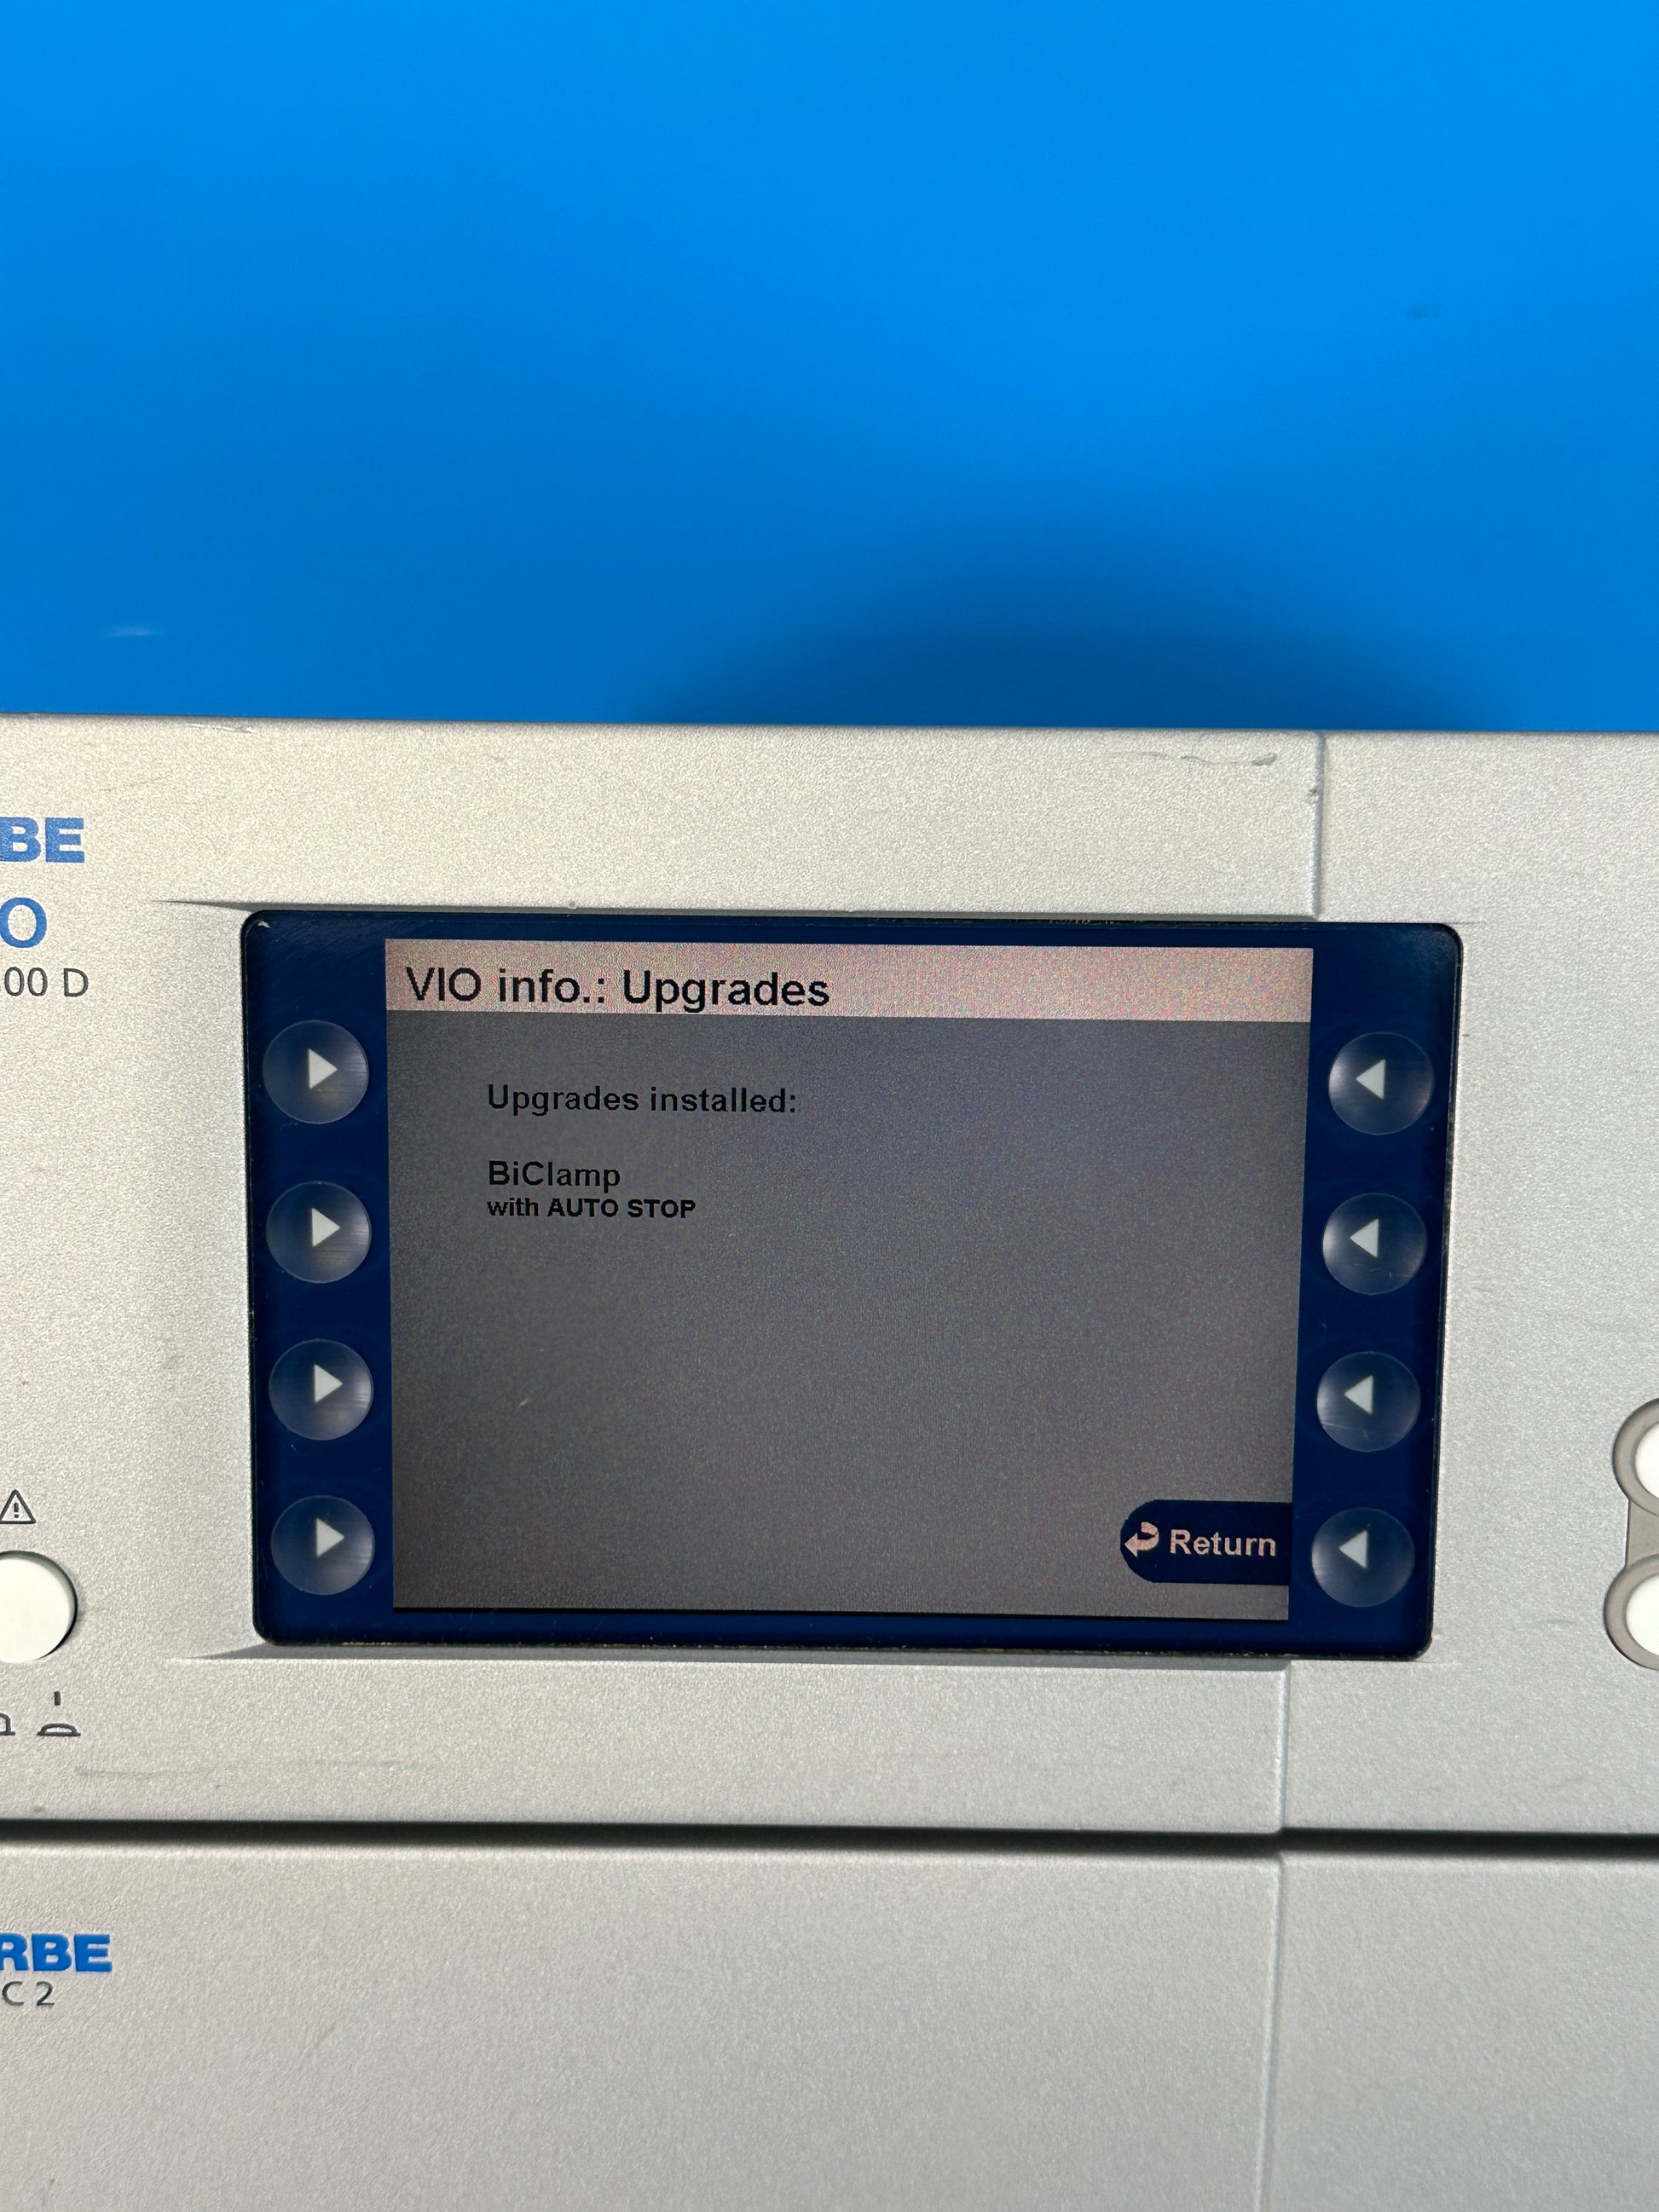 BE
O
00 D
VIO info.: Upgrades
Upgrades installed:
BiClamp
with AUTO STOP
Return
RBE
C 2